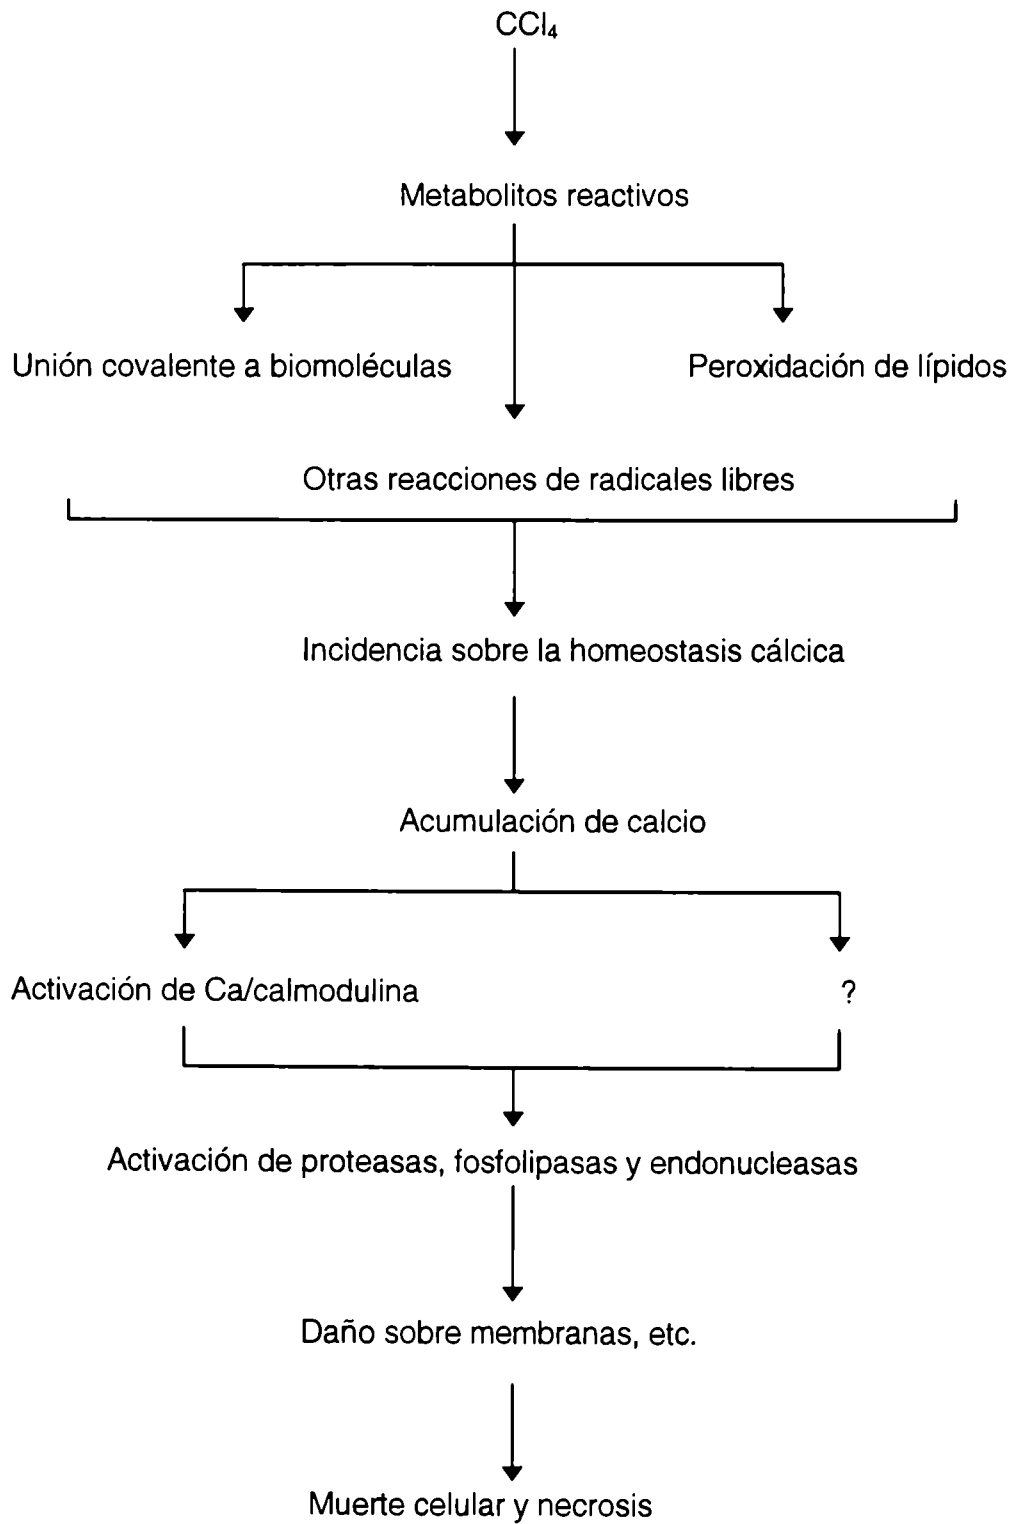 CCl₄
Metabolitos reactivos
Unión covalente a biomoléculas
Peroxidación de lípidos
Otras reacciones de radicales libres
Incidencia sobre la homeostasis cálcica
Acumulación de calcio
Activación de Ca/calmodulina
?
Activación de proteasas, fosfolipasas y endonucleasas
Daño sobre membranas, etc.
Muerte celular y necrosis